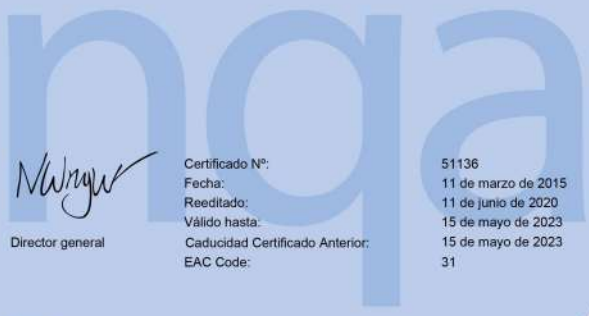 nqa
Certificado Nº: 51136
Fecha: 11 de marzo de 2015
Reeditado: 11 de junio de 2020
Válido hasta: 15 de mayo de 2023
Director general Caducidad Certificado Anterior: 15 de mayo de 2023
EAC Code: 31